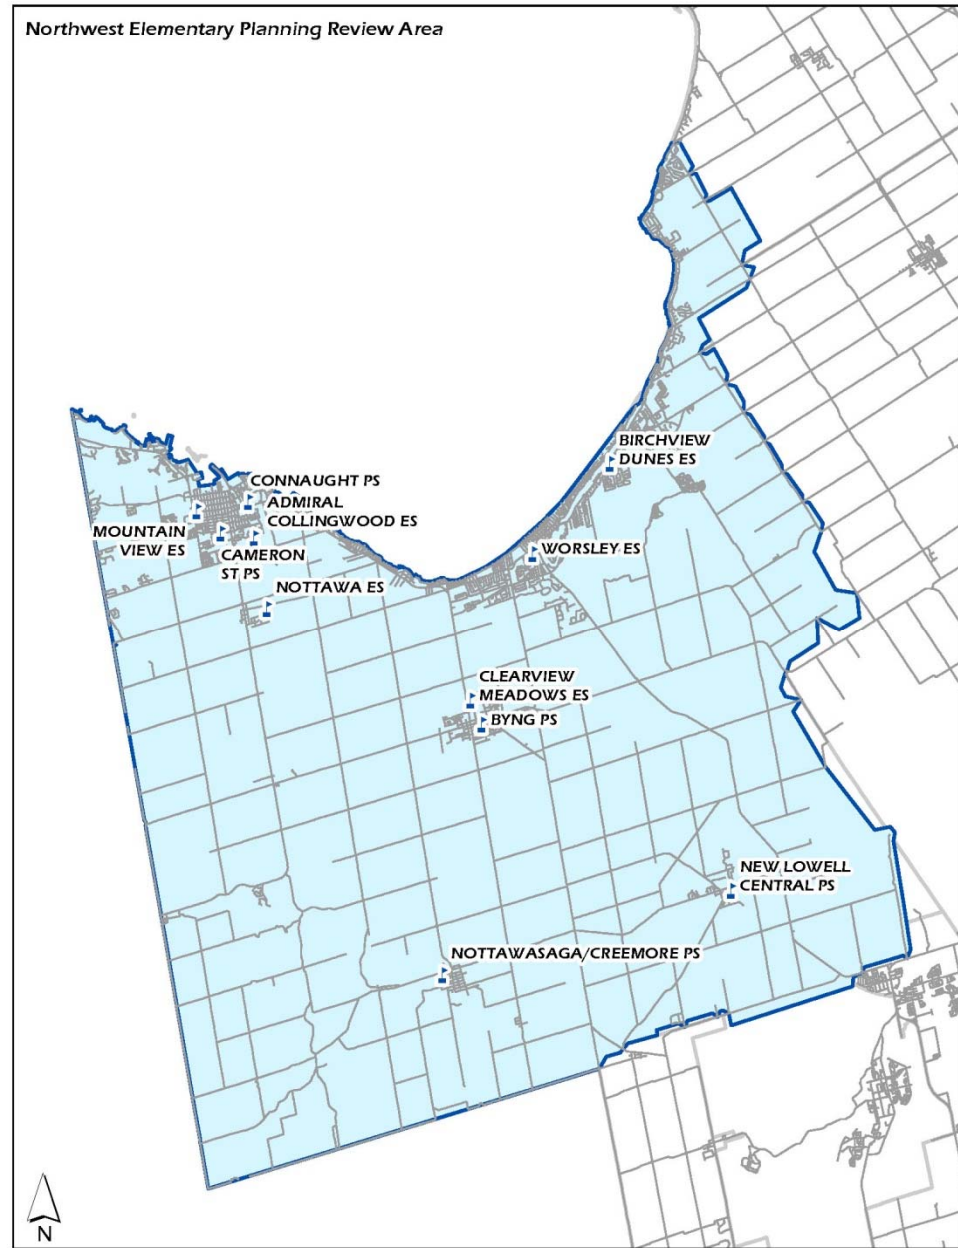 Northwest Elementary Planning Review Area
BIRCHVIEW
DUNES ES
CONNAUGHT PS
ADMIRAL
COLLINGWOOD ES
MOUNTAIN
VIEW ES
CAMERON
ST PS
WORSLEY ES
NOTTAWA ES
CLEARVIEW
MEADOWS ES
BYNG PS
NEW LOWELL
CENTRAL PS
NOTTAWASAGA/CREEMORE PS
N